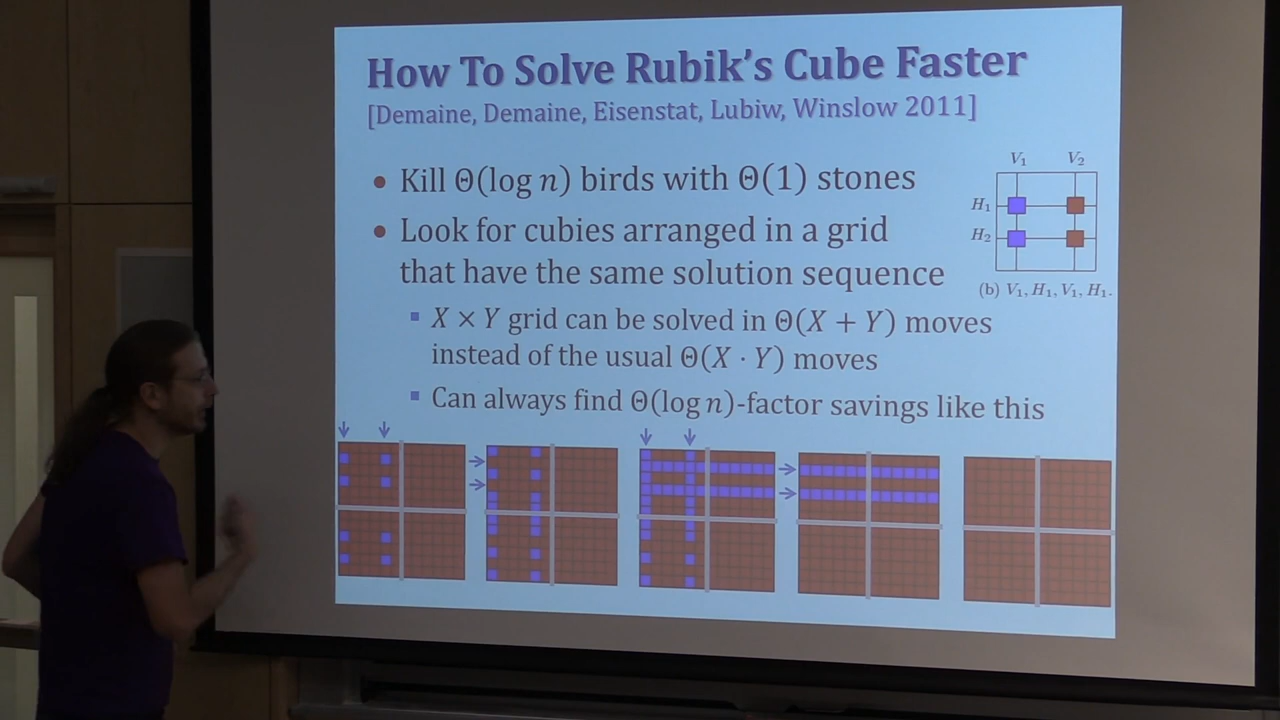 How To Solve Rubik's Cube Faster
[Demaine, Demaine, Eisenstat, Lubiw, Winslow 2011]
• Kill Θ(log n) birds with Θ(1) stones
• Look for cubies arranged in a grid
that have the same solution sequence
▪ X × Y grid can be solved in Θ(X + Y) moves
instead of the usual Θ(X · Y) moves
▪ Can always find Θ(log n)-factor savings like this
V₁ V₂
H₁
H₂
(b) V₁, H₁, V₁, H₁.